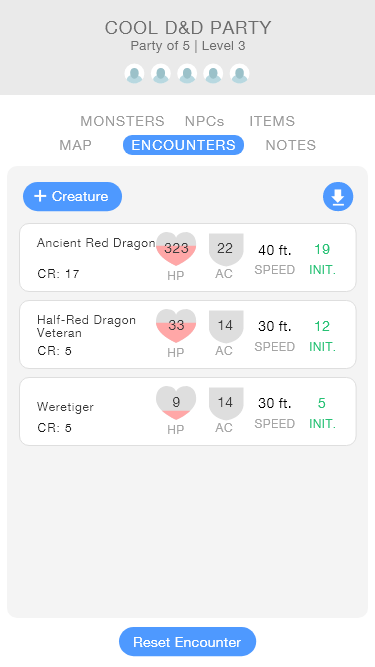 COOL D&D PARTY
Party of 5 | Level 3
MONSTERS NPCs ITEMS
MAP ENCOUNTERS NOTES
+ Creature
Ancient Red Dragon 323 22 40 ft. 19
CR: 17 HP AC SPEED INIT.
Half-Red Dragon
Veteran 33 14 30 ft. 12
CR: 5 HP AC SPEED INIT.
Weretiger 9 14 30 ft. 5
CR: 5 HP AC SPEED INIT.
Reset Encounter